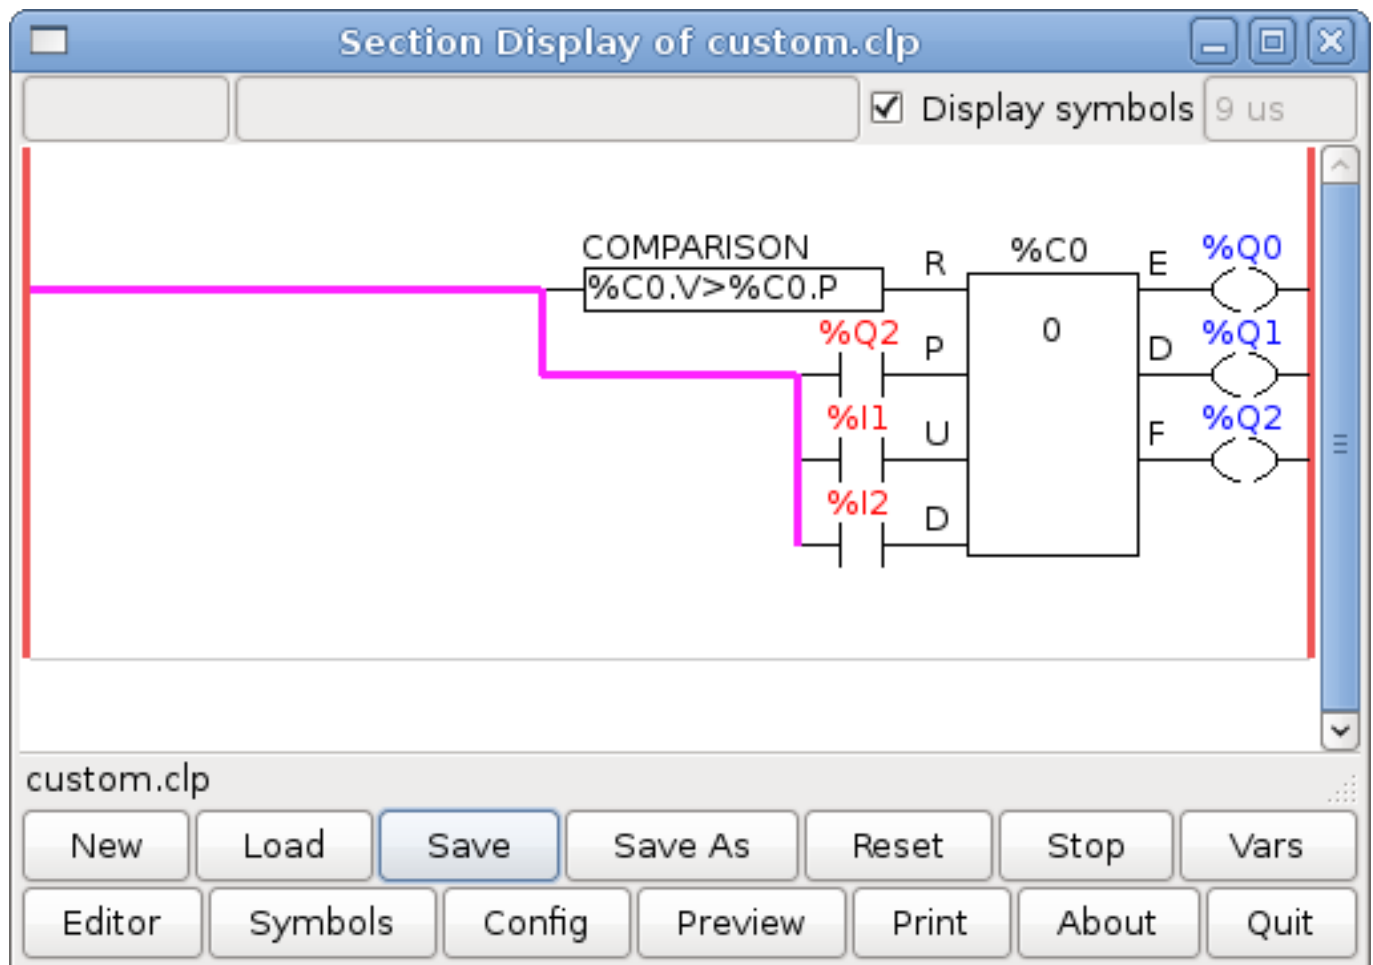 Section Display of custom.clp
Display symbols 9 us
COMPARISON R %C0 E %Q0
%C0.V>%C0.P
%Q2 P 0 D %Q1
%I1 U F %Q2
%I2 D
custom.clp
New Load Save Save As Reset Stop Vars
Editor Symbols Config Preview Print About Quit